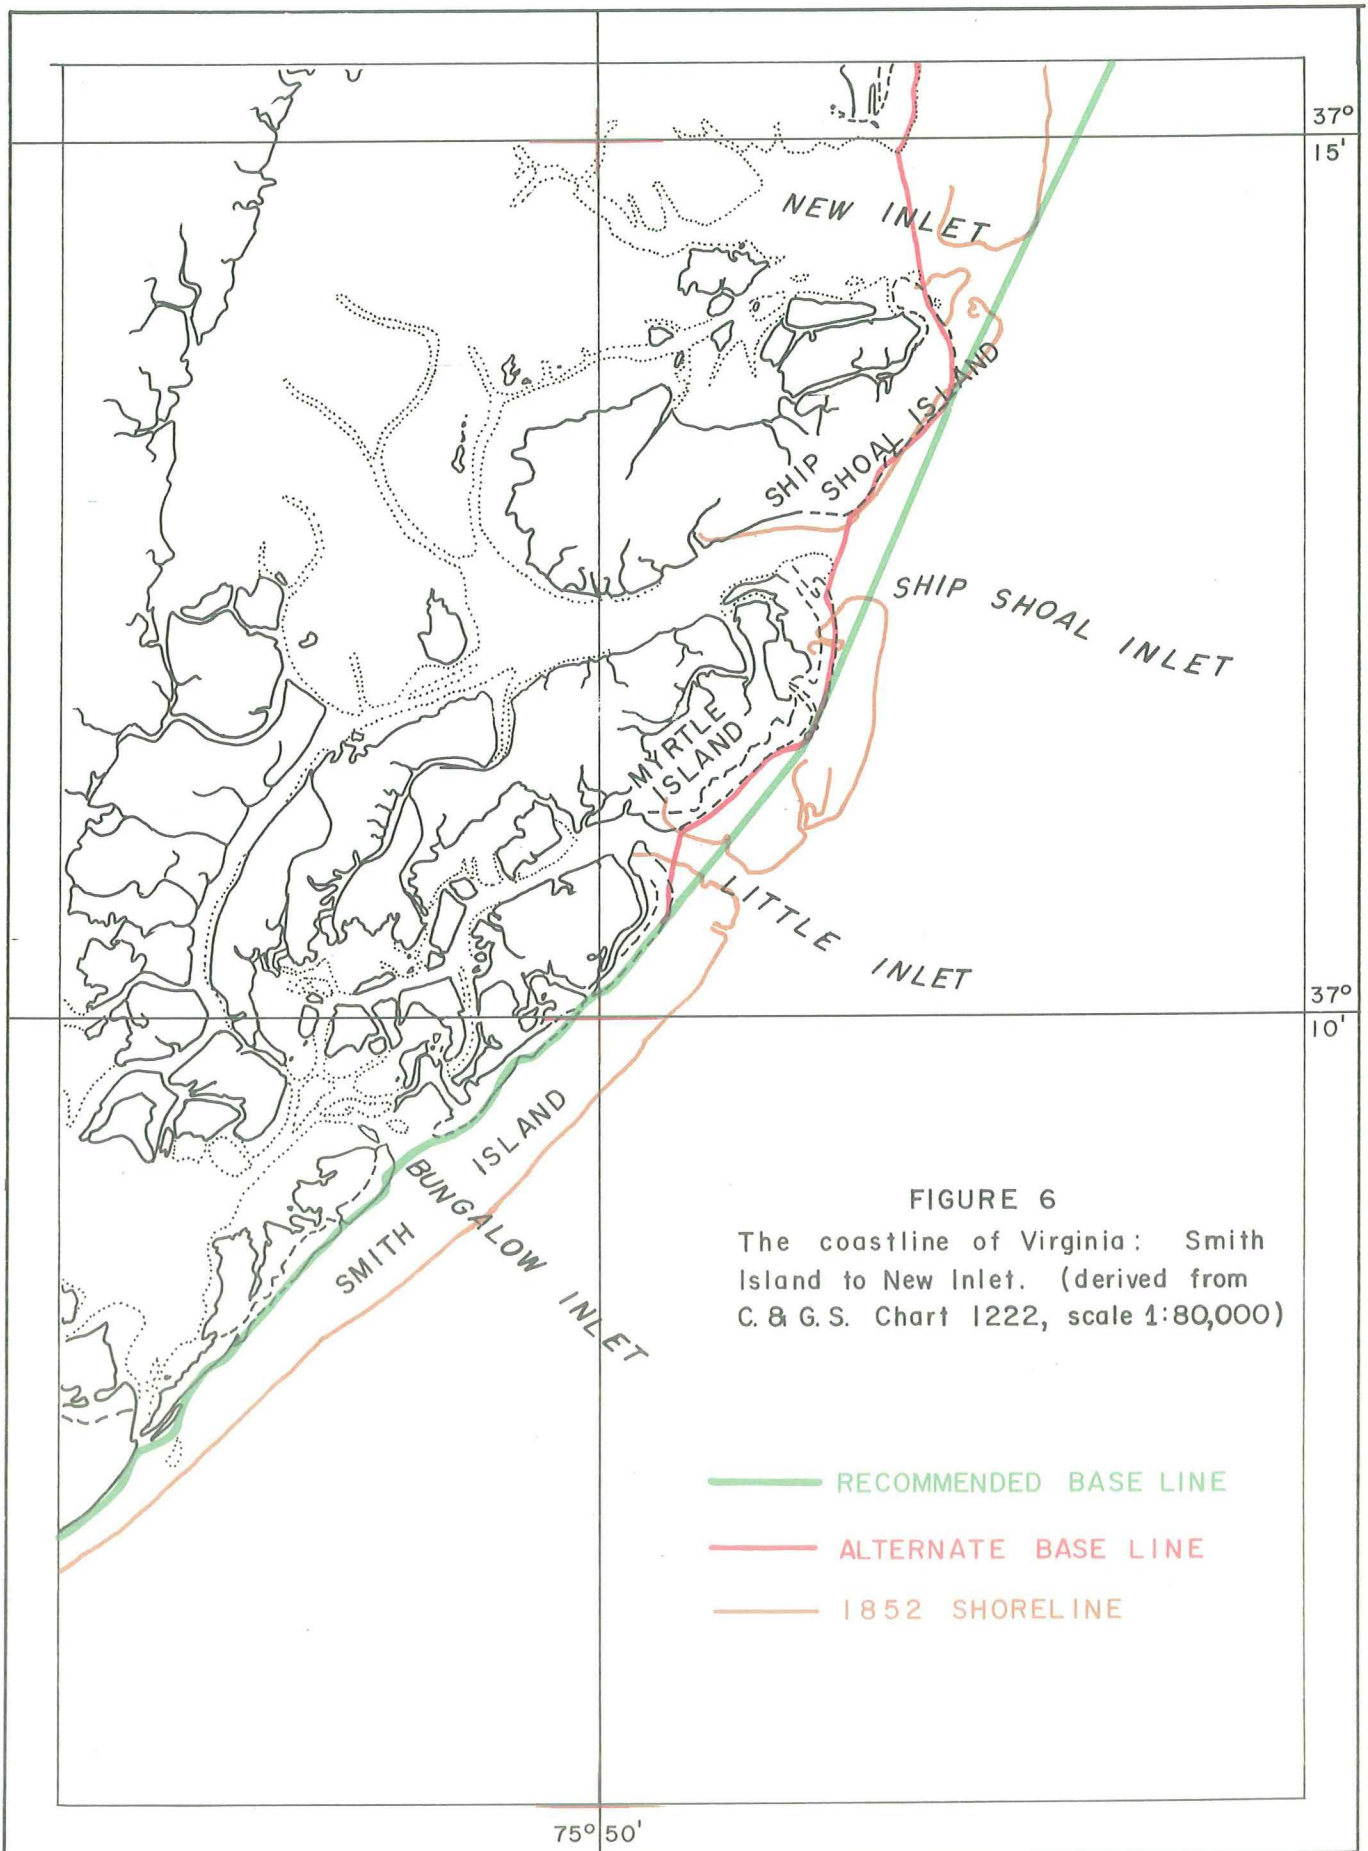 37°
15'
NEW INLET
SHIP
SHOAL ISLAND
SHIP SHOAL INLET
MYRTLE
ISLAND
LITTLE INLET
37°
10'
SMITH ISLAND
BUNGALOW INLET
FIGURE 6
The coastline of Virginia: Smith
Island to New Inlet. (derived from
C. & G. S. Chart 1222, scale 1:80,000)
RECOMMENDED BASE LINE
ALTERNATE BASE LINE
1852 SHORELINE
75° 50'